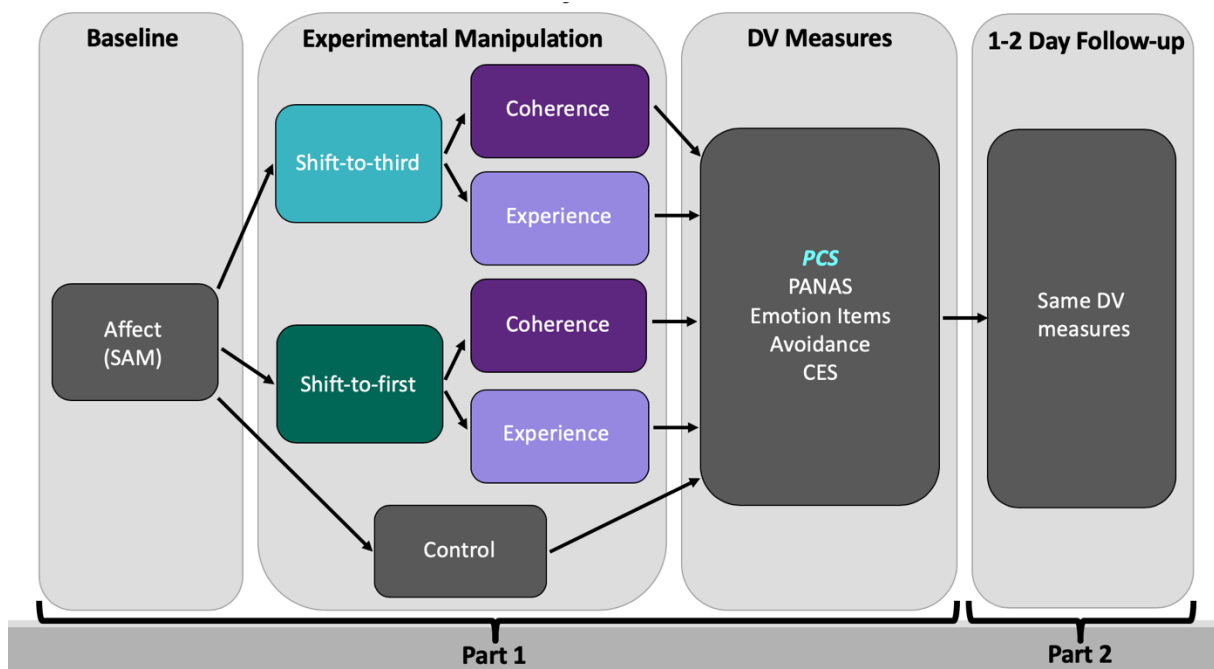 Baseline
Experimental Manipulation
DV Measures
1-2 Day Follow-up
Affect
(SAM)
Shift-to-third
Coherence
Experience
Shift-to-first
Coherence
Experience
Control
PCS
PANAS
Emotion Items
Avoidance
CES
Same DV
measures
Part 1
Part 2